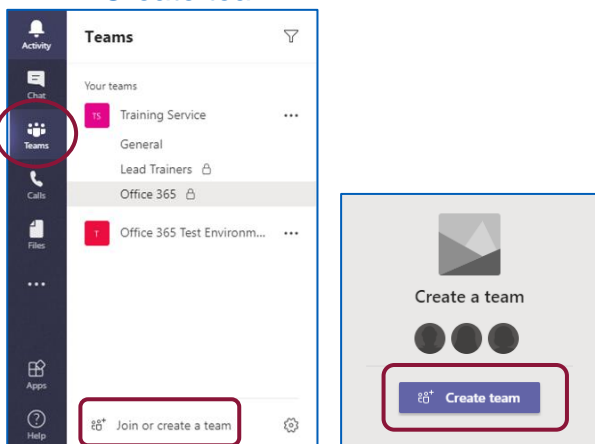 Activity
Chat
Teams
Calls
Files
Apps
Help
Teams
Your teams
TS Training Service
General
Lead Trainers
Office 365
T Office 365 Test Environm...
Join or create a team
Create a team
Create team